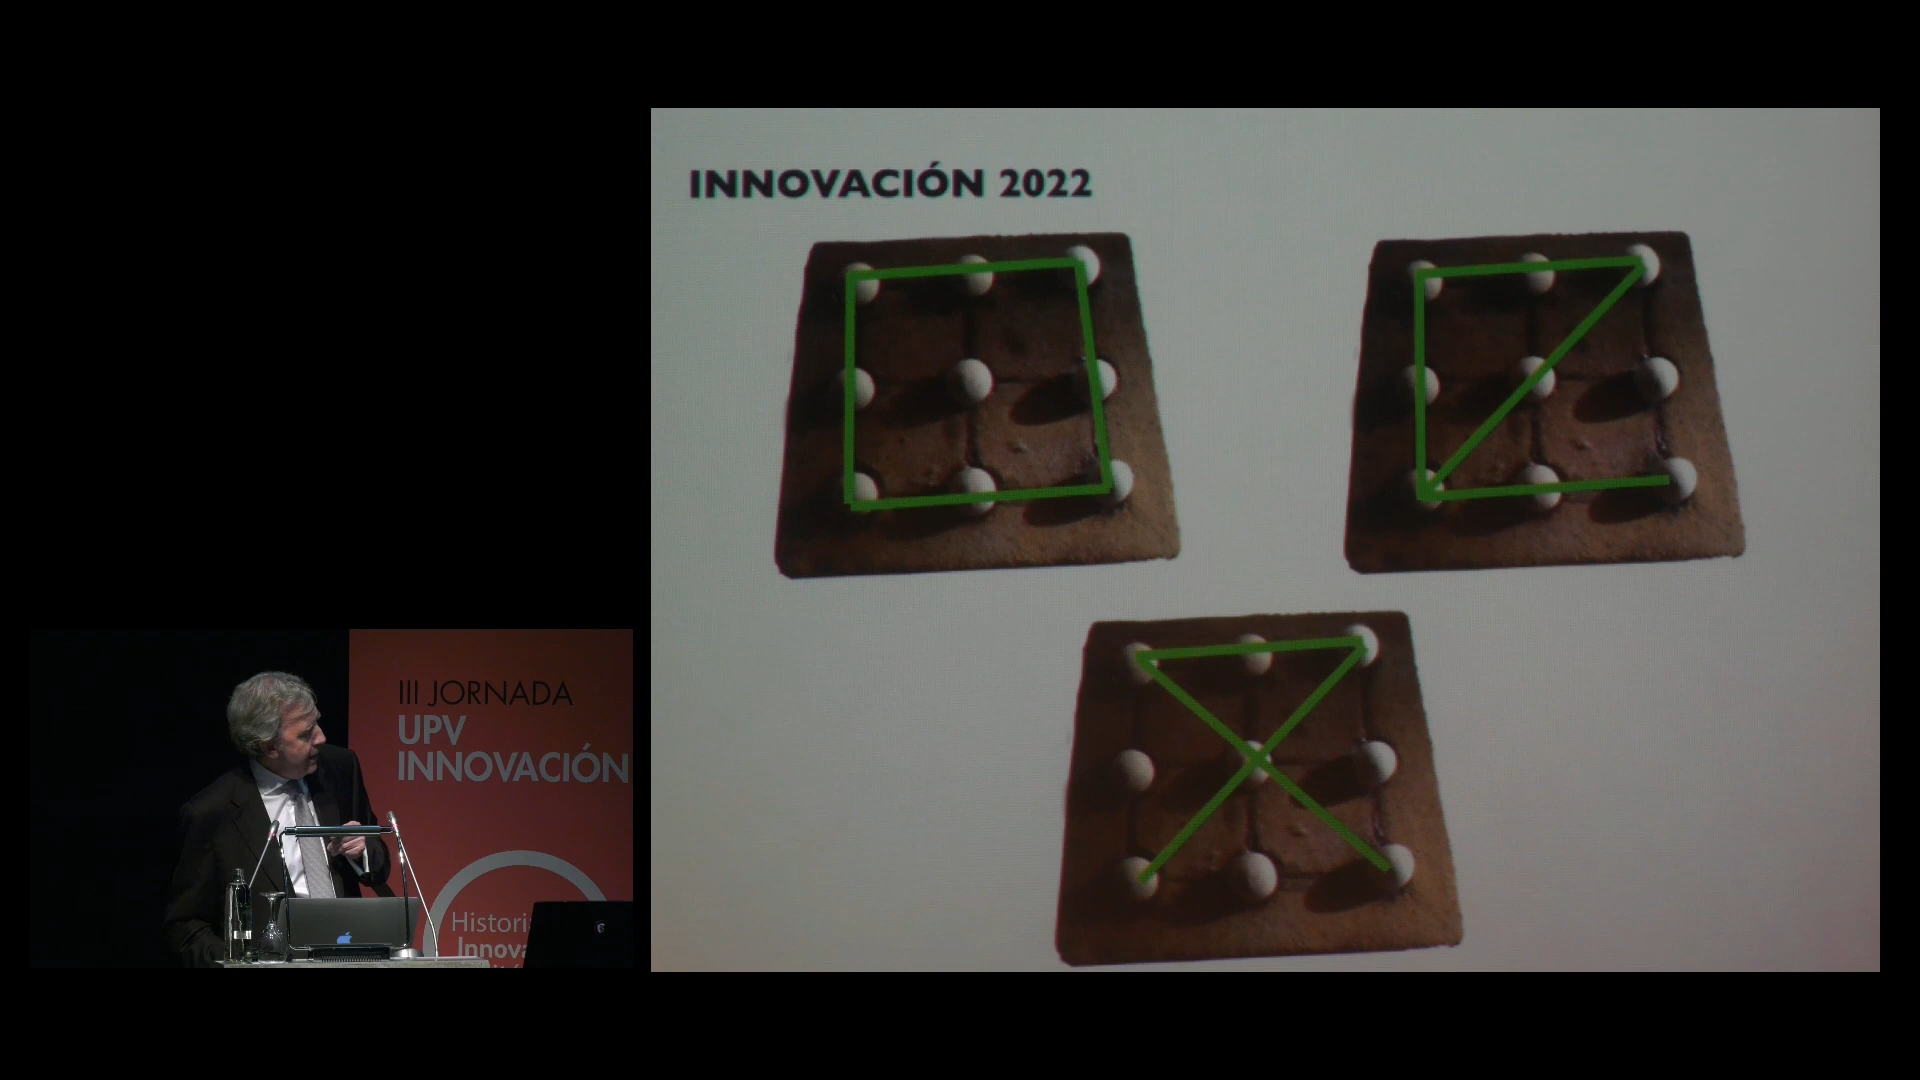 INNOVACIÓN 2022
III JORNADA
UPV
INNOVACIÓN